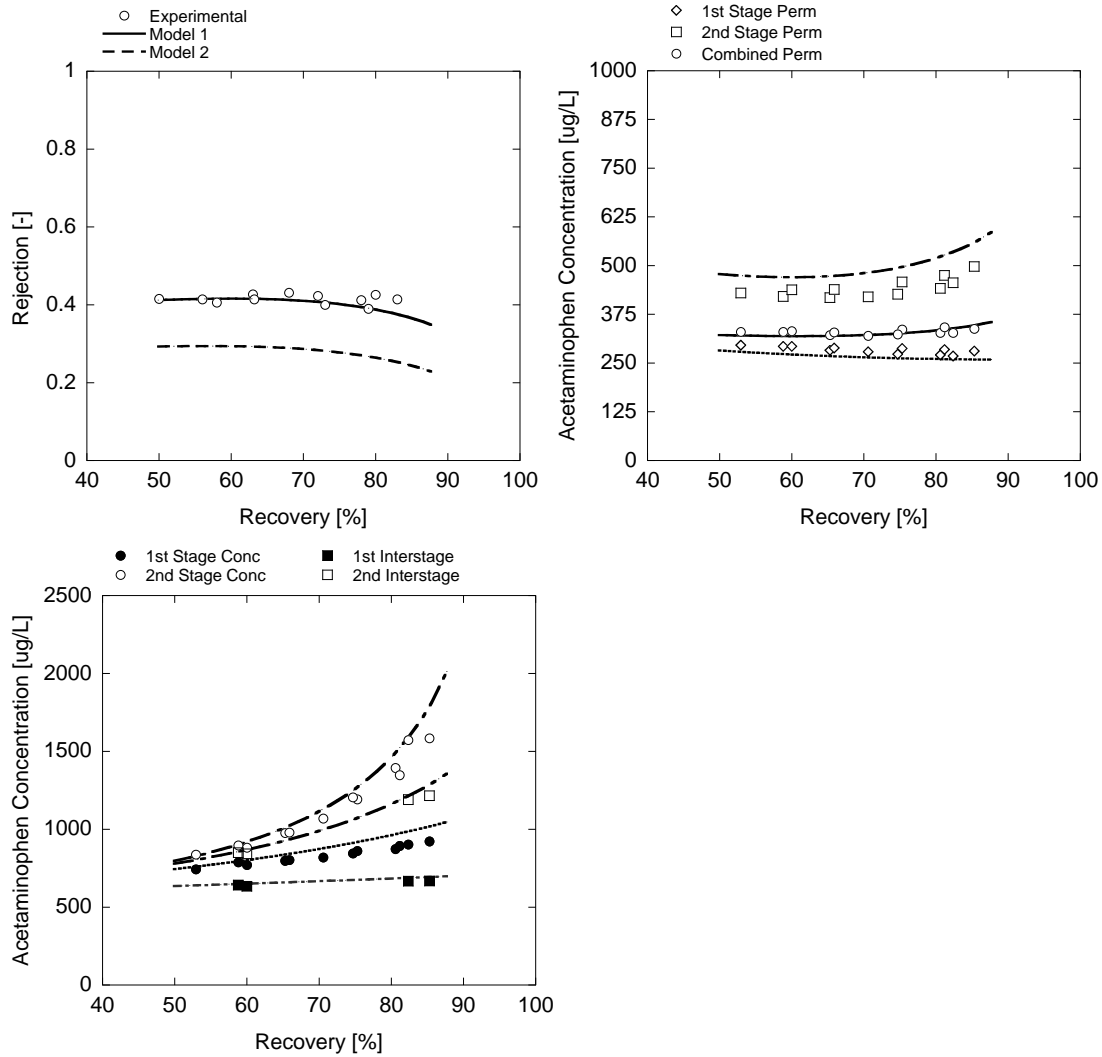 Experimental
Model 1
Model 2
1
0.8
0.6
0.4
0.2
0
Rejection [-]
40 50 60 70 80 90 100
Recovery [%]
1st Stage Perm
2nd Stage Perm
Combined Perm
1000
875
750
625
500
375
250
125
0
Acetaminophen Concentration [ug/L]
40 50 60 70 80 90 100
Recovery [%]
1st Stage Conc 1st Interstage
2nd Stage Conc 2nd Interstage
2500
2000
1500
1000
500
0
Acetaminophen Concentration [ug/L]
40 50 60 70 80 90 100
Recovery [%]